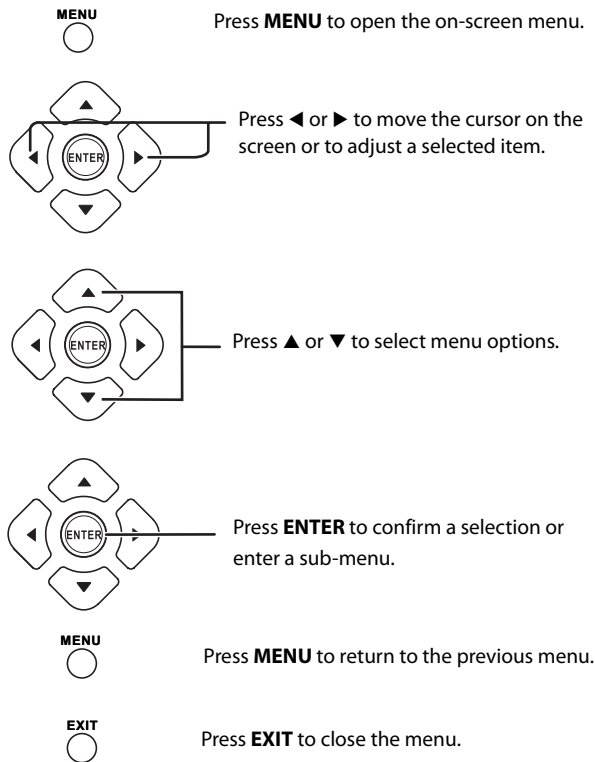 MENU
Press MENU to open the on-screen menu.
ENTER
Press ◀ or ▶ to move the cursor on the
screen or to adjust a selected item.
ENTER
Press ▲ or ▼ to select menu options.
ENTER
Press ENTER to confirm a selection or
enter a sub-menu.
MENU
Press MENU to return to the previous menu.
EXIT
Press EXIT to close the menu.